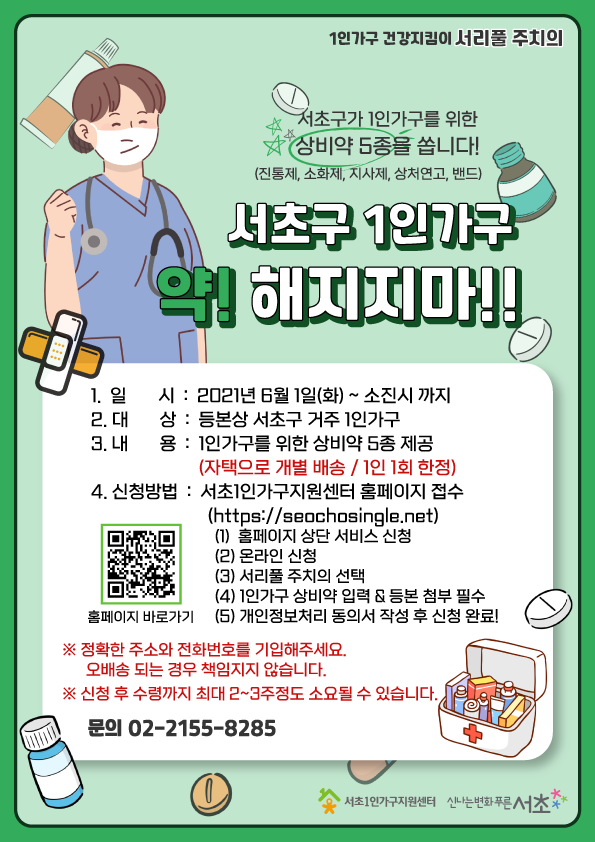 1인가구 건강지킴이 서리풀 주치의
서초구가 1인가구를 위한
상비약 5종을 쏩니다!
(진통제, 소화제, 지사제, 상처연고, 밴드)
서초구 1인가구
약! 해지지마!!
1. 일 시 : 2021년 6월 1일(화) ~ 소진시 까지
2. 대 상 : 등본상 서초구 거주 1인가구
3. 내 용 : 1인가구를 위한 상비약 5종 제공
(자택으로 개별 배송 / 1인 1회 한정)
4. 신청방법 : 서초1인가구지원센터 홈페이지 접수
(https://seochosingle.net)
(1) 홈페이지 상단 서비스 신청
(2) 온라인 신청
(3) 서리풀 주치의 선택
(4) 1인가구 상비약 입력 & 등본 첨부 필수
(5) 개인정보처리 동의서 작성 후 신청 완료!
홈페이지 바로가기
※ 정확한 주소와 전화번호를 기입해주세요.
오배송 되는 경우 책임지지 않습니다.
※ 신청 후 수령까지 최대 2~3주정도 소요될 수 있습니다.
문의 02-2155-8285
서초1인가구지원센터 신나는변화 푸른 서초